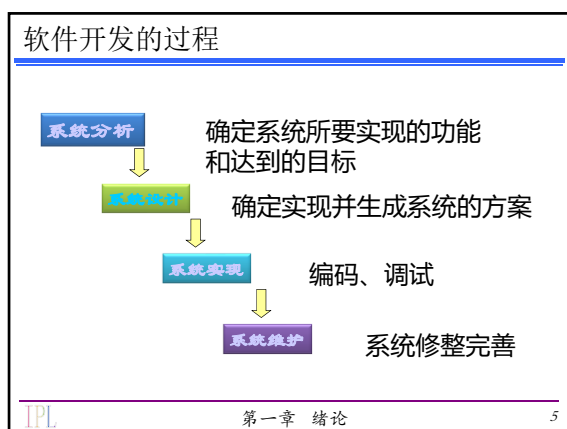 软件开发的过程
系统分析
确定系统所要实现的功能
和达到的目标
系统设计
确定实现并生成系统的方案
系统实现
编码、调试
系统维护
系统修整完善
IPL
第一章 绪论
5